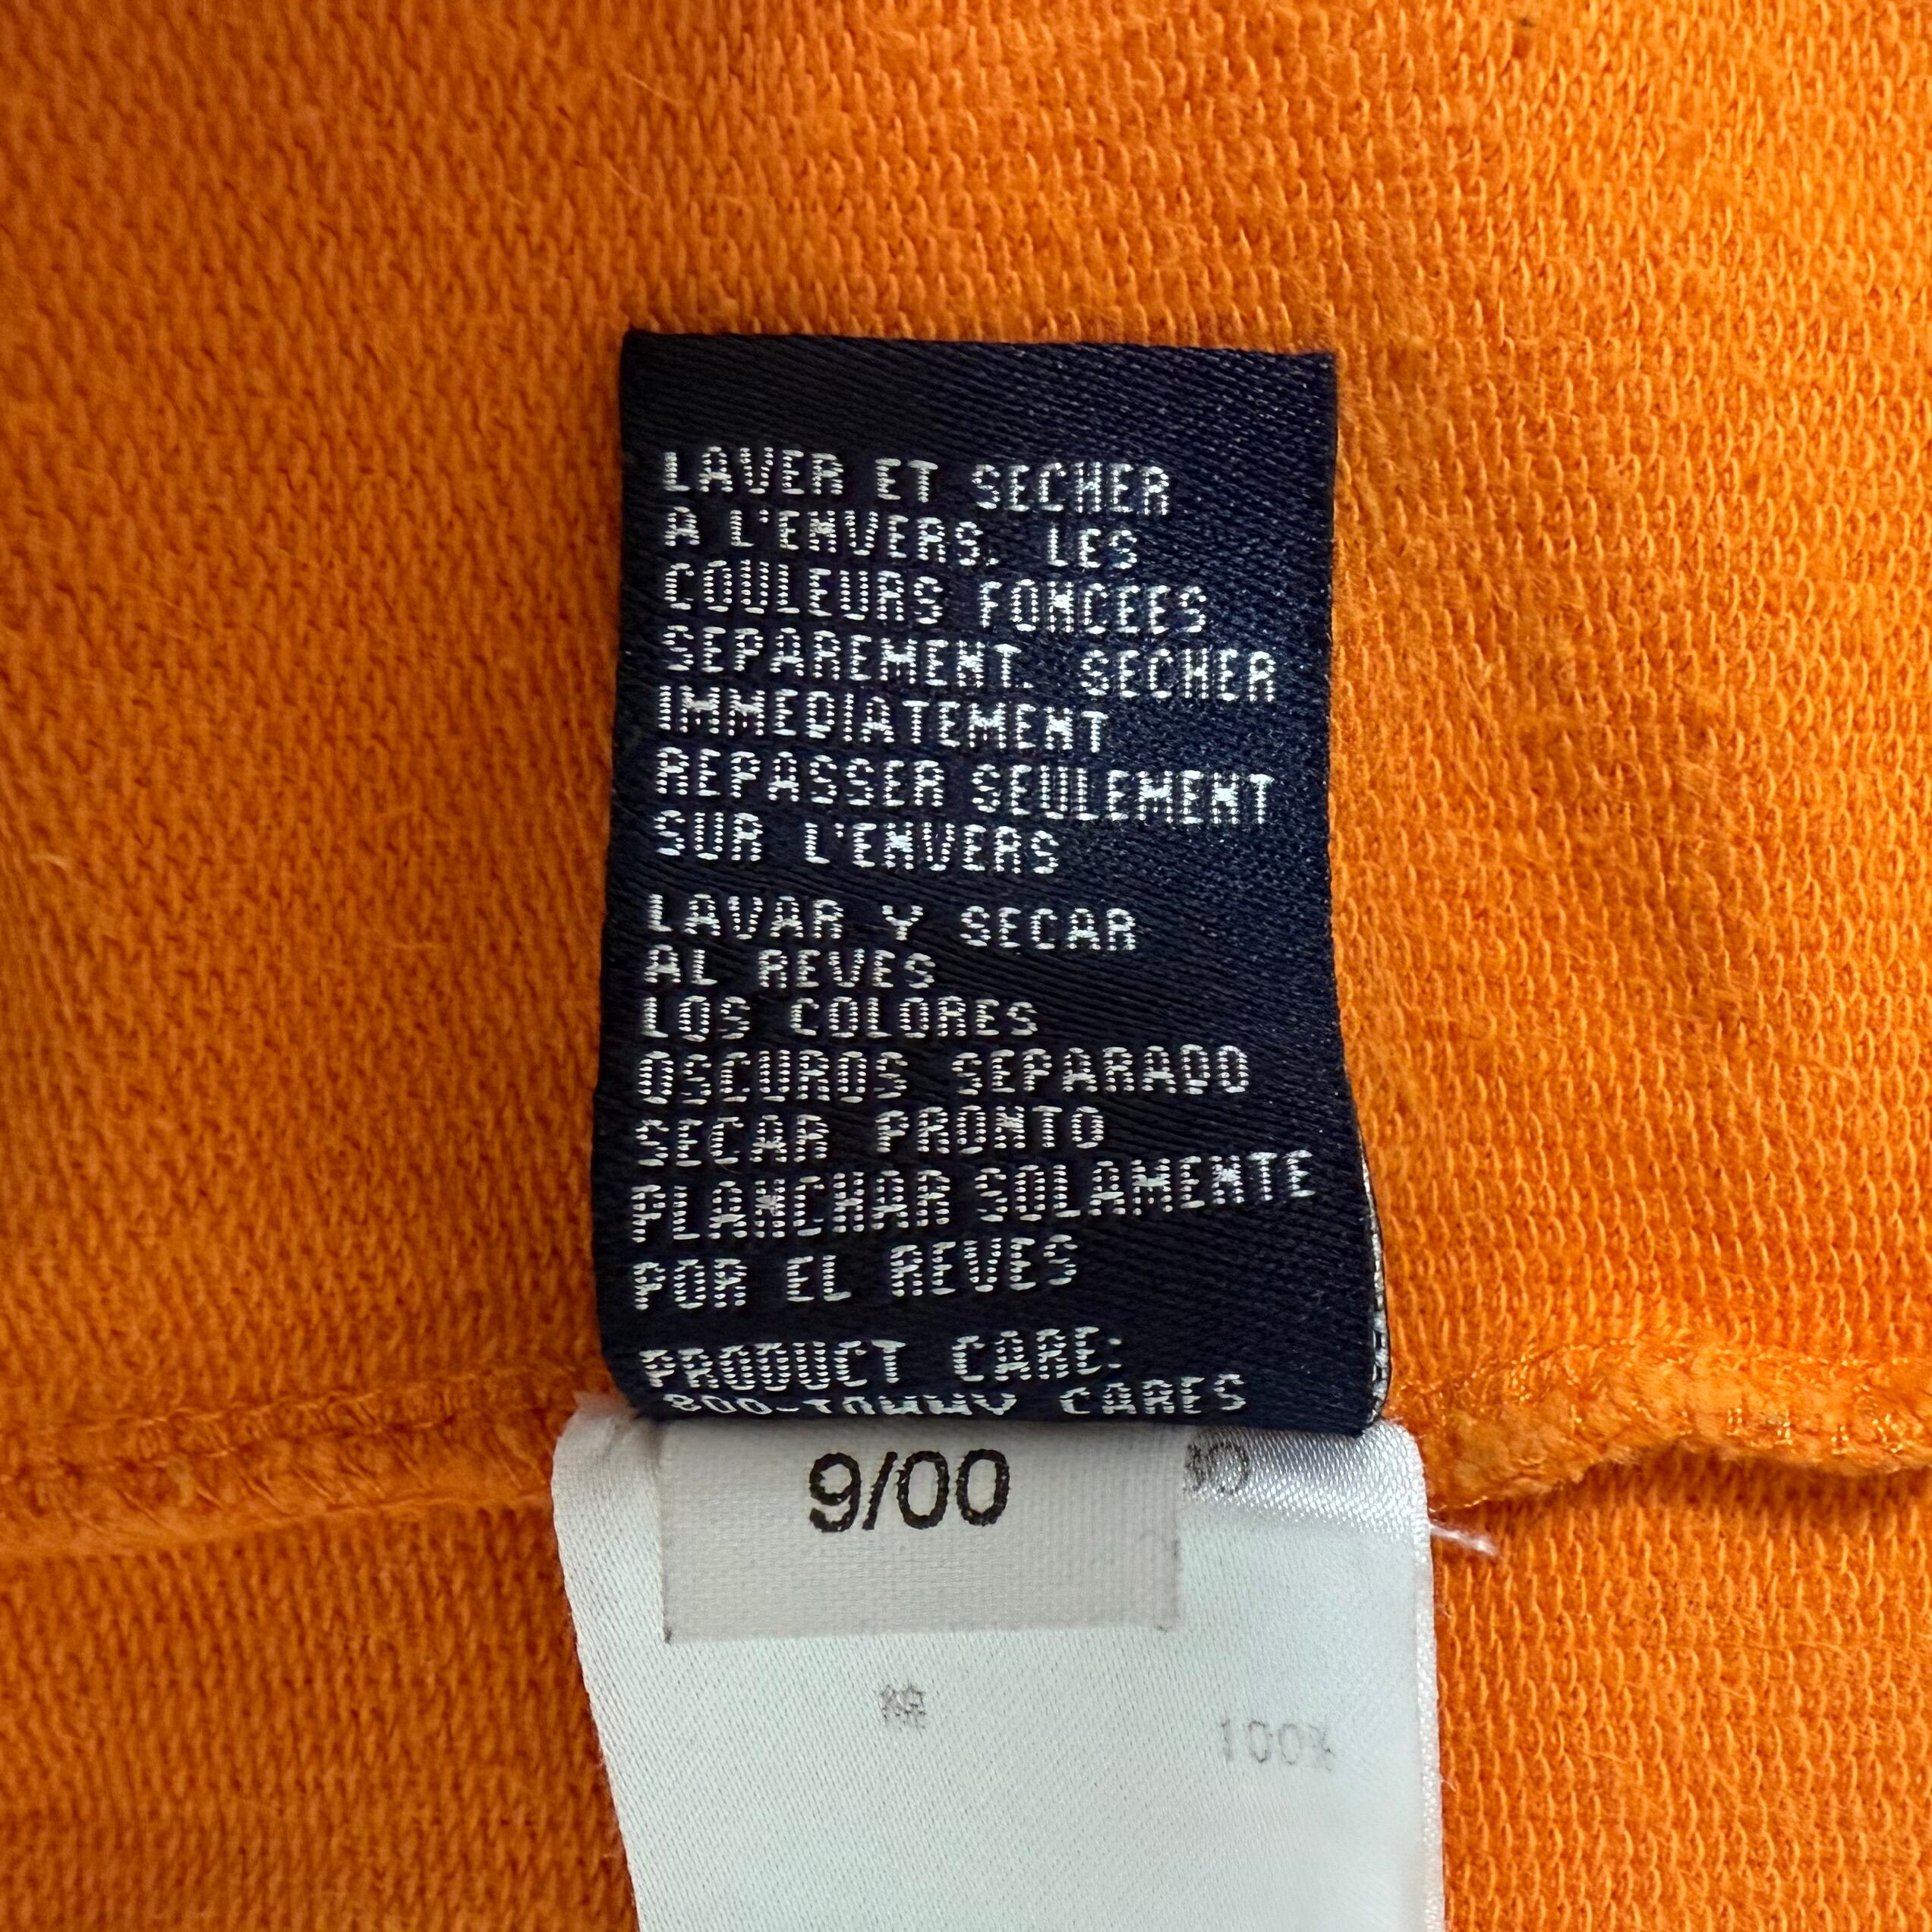 LAVER ET SECHER
A L'ENVERS. LES
COULEURS FONCEES
SEPAREMENT. SECHER
IMMEDIATEMENT
REPASSER SEULEMENT
SUR L'ENVERS
LAVAR Y SECAR
AL REVES
LOS COLORES
OSCUROS SEPARADO
SECAR PRONTO
PLANCHAR SOLAMENTE
POR EL REVES
PRODUCT CARE:
800-TOMMY CARES
9/00
綿 100%